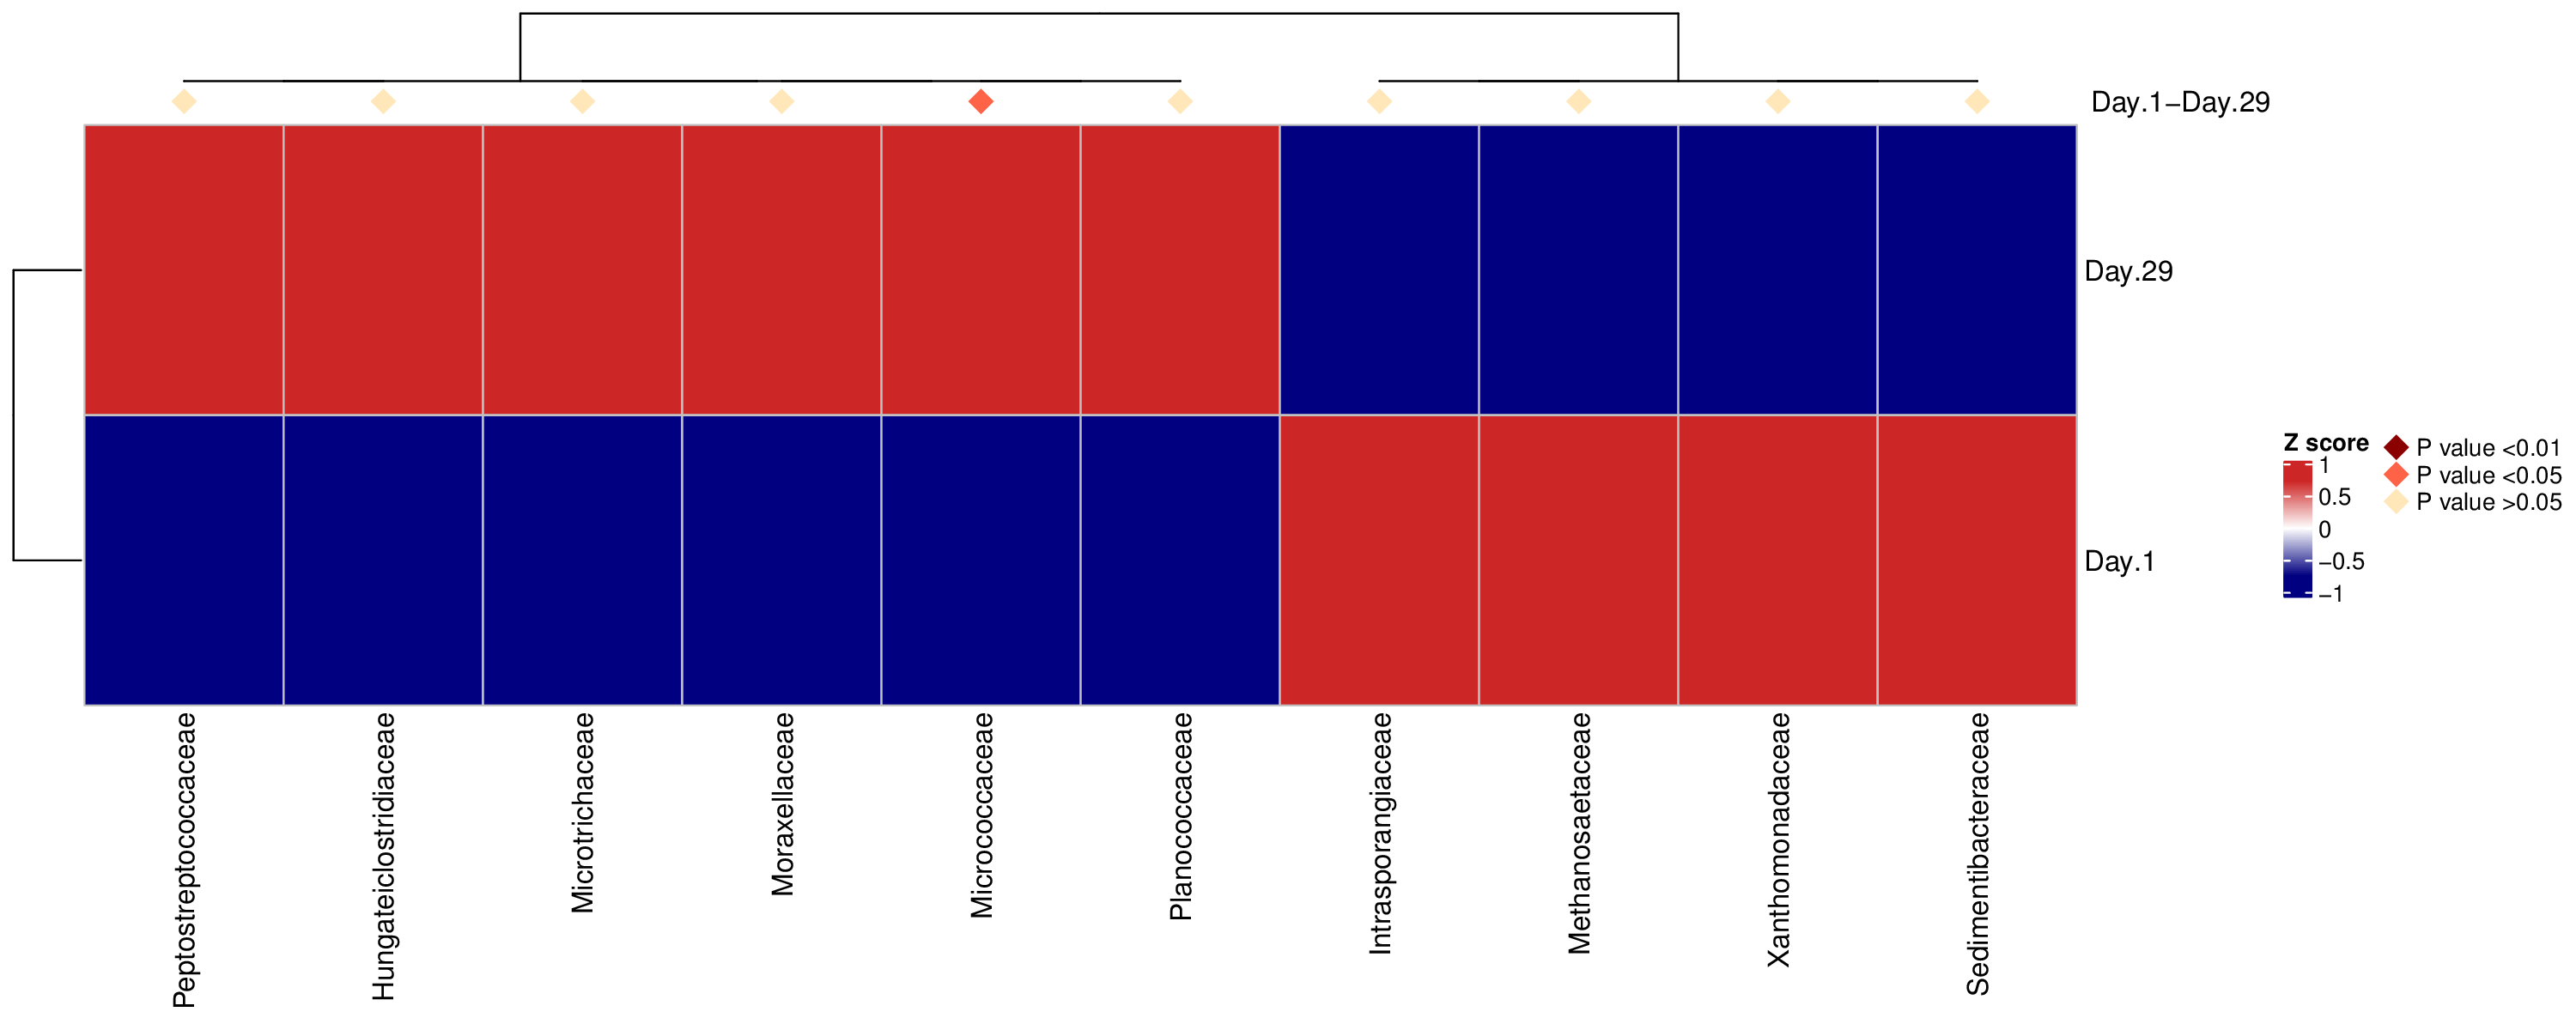 Day.1–Day.29
Day.29
Day.1
Z score
1
0.5
0
−0.5
−1
P value <0.01
P value <0.05
P value >0.05
Peptostreptococcaceae
Hungateiclostridiaceae
Microtrichaceae
Moraxellaceae
Micrococcaceae
Planococcaceae
Intrasporangiaceae
Methanosaetaceae
Xanthomonadaceae
Sedimentibacteraceae